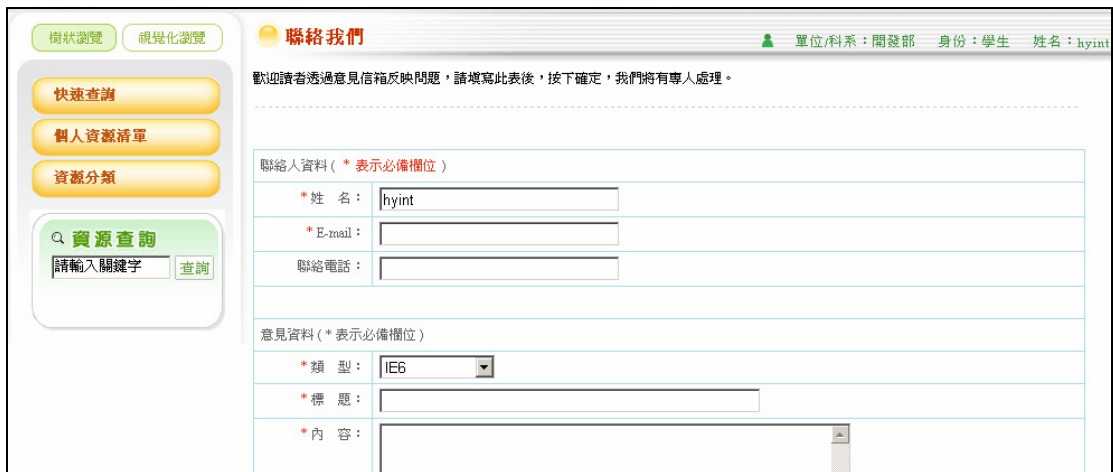 樹狀瀏覽 視覺化瀏覽
快速查詢
個人資源清單
資源分類
資源查詢
請輸入關鍵字 查詢
聯絡我們
單位/科系：開發部 身份：學生 姓名：hyint
歡迎讀者透過意見信箱反映問題，請填寫此表後，按下確定，我們將有專人處理。
聯絡人資料( * 表示必備欄位 )
*姓 名： hyint
* E-mail：
聯絡電話：
意見資料(* 表示必備欄位)
*類 型： IE6
*標 題：
*內 容：